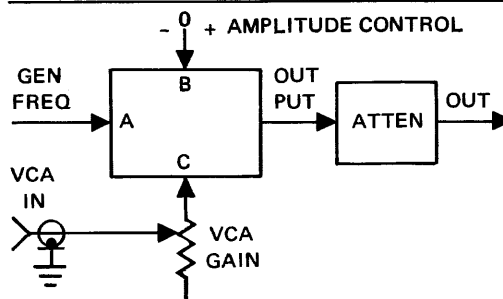 - 0 + AMPLITUDE CONTROL
GEN
FREQ
A
B
C
OUT
PUT
ATTEN
OUT
VCA
IN
VCA
GAIN